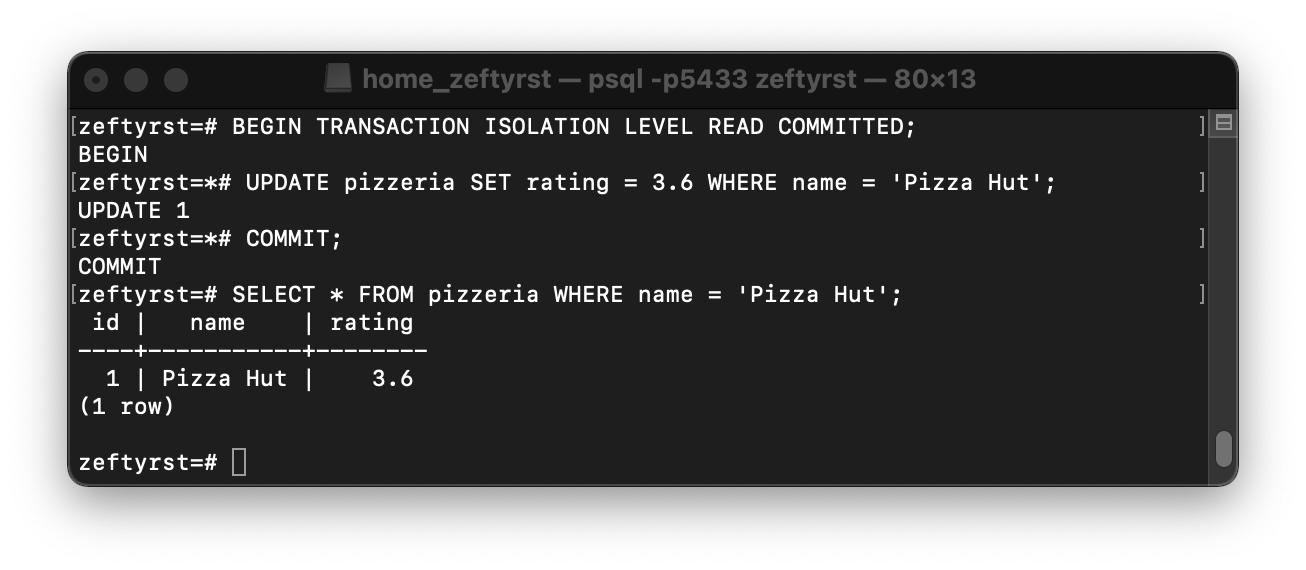 home_zeftyrst — psql -p5433 zeftyrst — 80×13
[zeftyrst=# BEGIN TRANSACTION ISOLATION LEVEL READ COMMITTED; ]
BEGIN
[zeftyrst=*# UPDATE pizzeria SET rating = 3.6 WHERE name = 'Pizza Hut'; ]
UPDATE 1
[zeftyrst=*# COMMIT; ]
COMMIT
[zeftyrst=# SELECT * FROM pizzeria WHERE name = 'Pizza Hut'; ]
 id |   name    | rating
----+-----------+--------
  1 | Pizza Hut |    3.6
(1 row)
zeftyrst=#